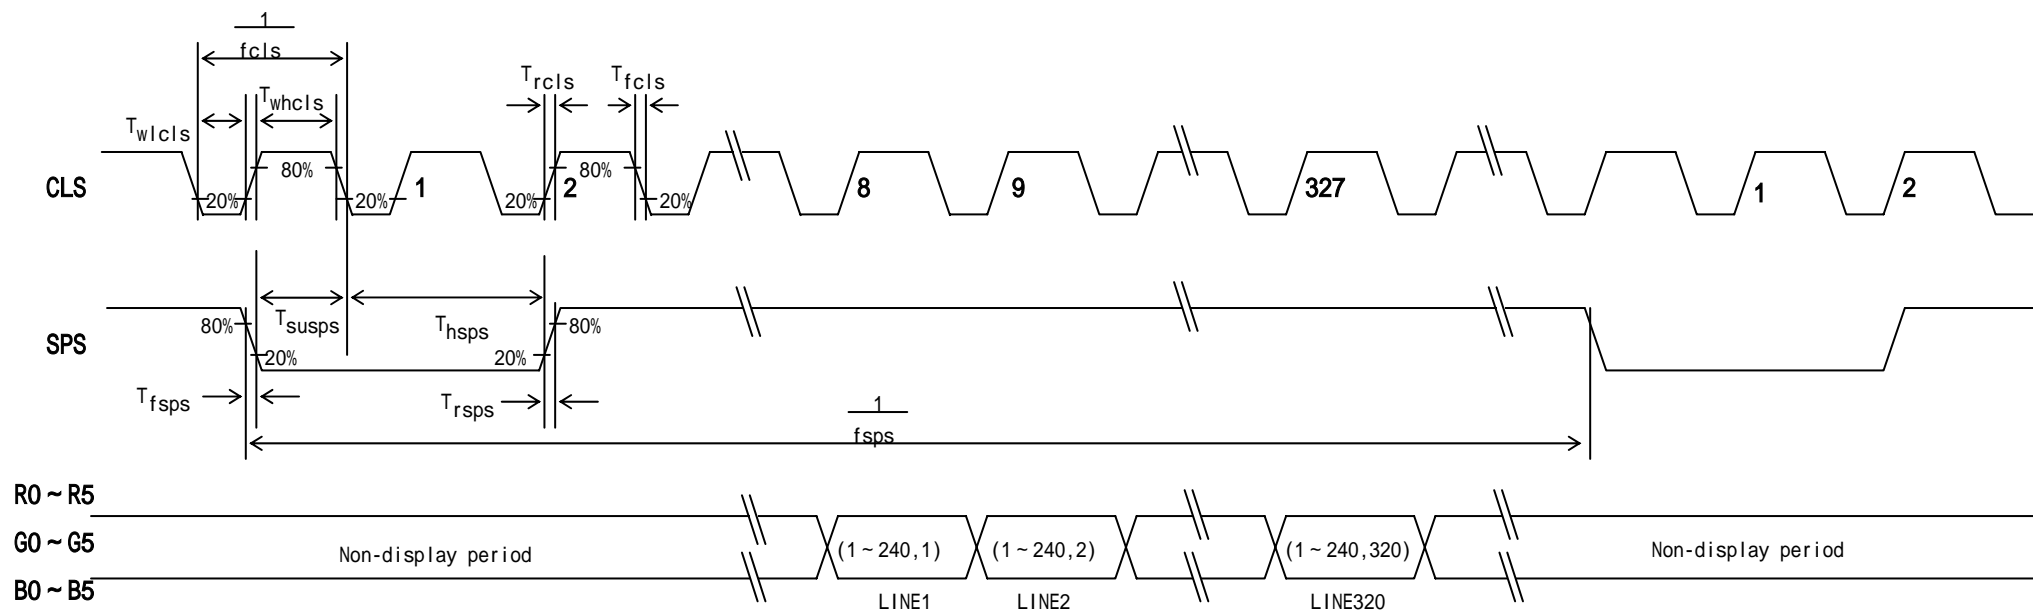 1
fcls
Trcls Tfcls
Twhcls
Twlcls
CLS 20% 80% 20% 1 20% 2 80% 20% 8 9 327 1 2
Tsusps Thsps
SPS 80% 20% 20% 80%
Tfsps Trsps
1
fsps
R0 ~ R5
G0 ~ G5 Non-display period (1 ~ 240,1) (1 ~ 240,2) (1 ~ 240,320) Non-display period
B0 ~ B5
LINE1 LINE2 LINE320